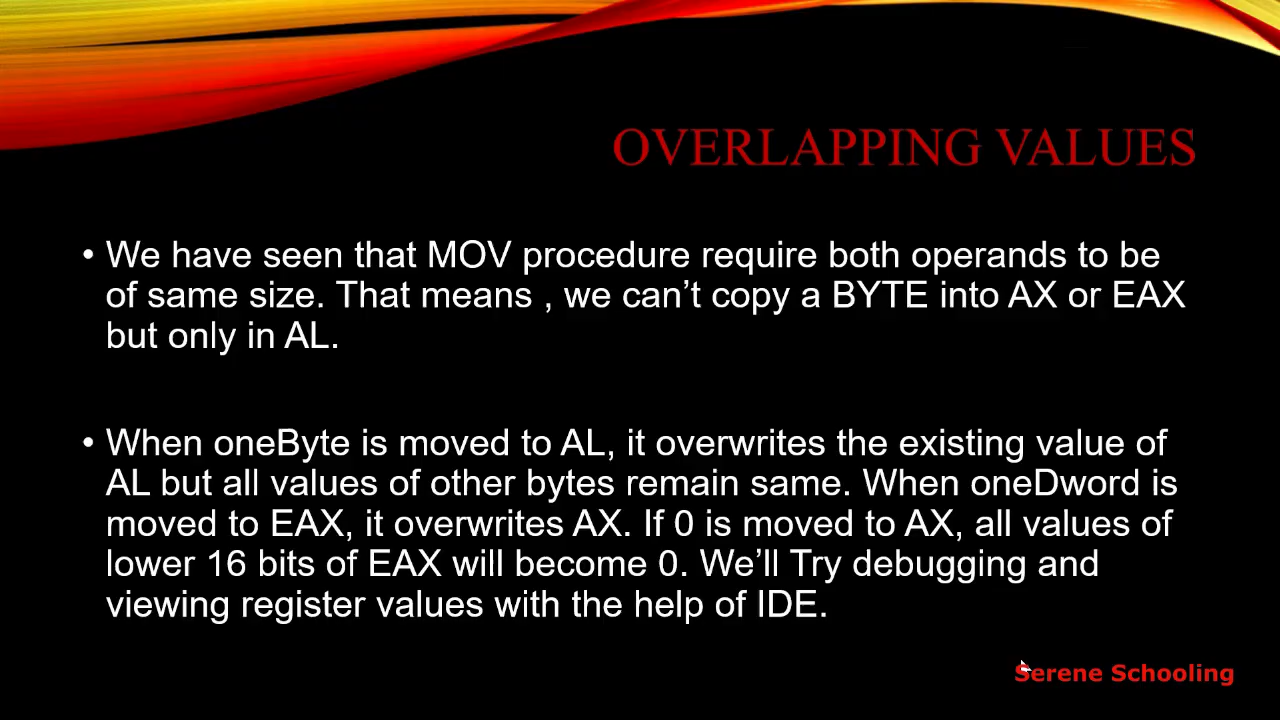 OVERLAPPING VALUES
• We have seen that MOV procedure require both operands to be
of same size. That means , we can’t copy a BYTE into AX or EAX
but only in AL.
• When oneByte is moved to AL, it overwrites the existing value of
AL but all values of other bytes remain same. When oneDword is
moved to EAX, it overwrites AX. If 0 is moved to AX, all values of
lower 16 bits of EAX will become 0. We’ll Try debugging and
viewing register values with the help of IDE.
Serene Schooling